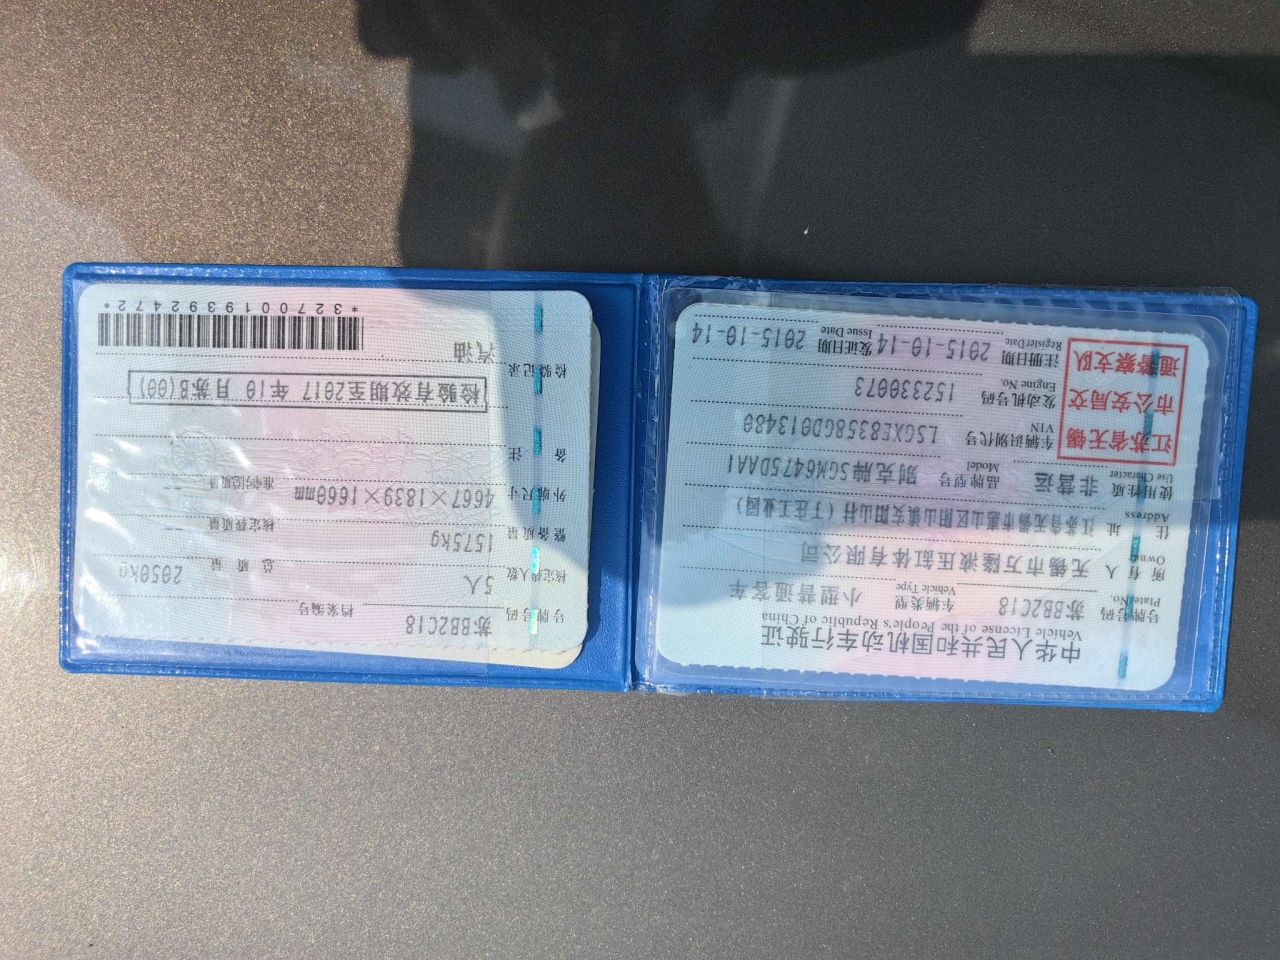 中华人民共和国机动车行驶证
Vehicle License of the People's Republic of China
号牌号码 苏BB2C18 车辆类型 小型普通客车
Plate No. Vehicle Type
所有人 无锡市万隆液压缸体有限公司
Owner
住址 江苏省无锡市惠山区阳山镇安阳山村(丁庄工业园)
Address
使用性质 非营运 品牌型号 别克牌SGM6475DAA1
Use Character Model
江苏省无锡市公安局交通警察支队
车辆识别代号 LSGXE8358GD013480
VIN
发动机号码 152330073
Engine No.
注册日期 2015-10-14 发证日期 2015-10-14
Register Date Issue Date
号牌号码 苏BB2C18 档案编号
核定载人数 5人 总质量 2050kg
整备质量 1575kg 核定载质量
外廓尺寸 4667×1839×1660mm 准牵引总质量
备注
检验有效期至2017年10月苏B(00)
检验记录
汽油
*3270019392472*